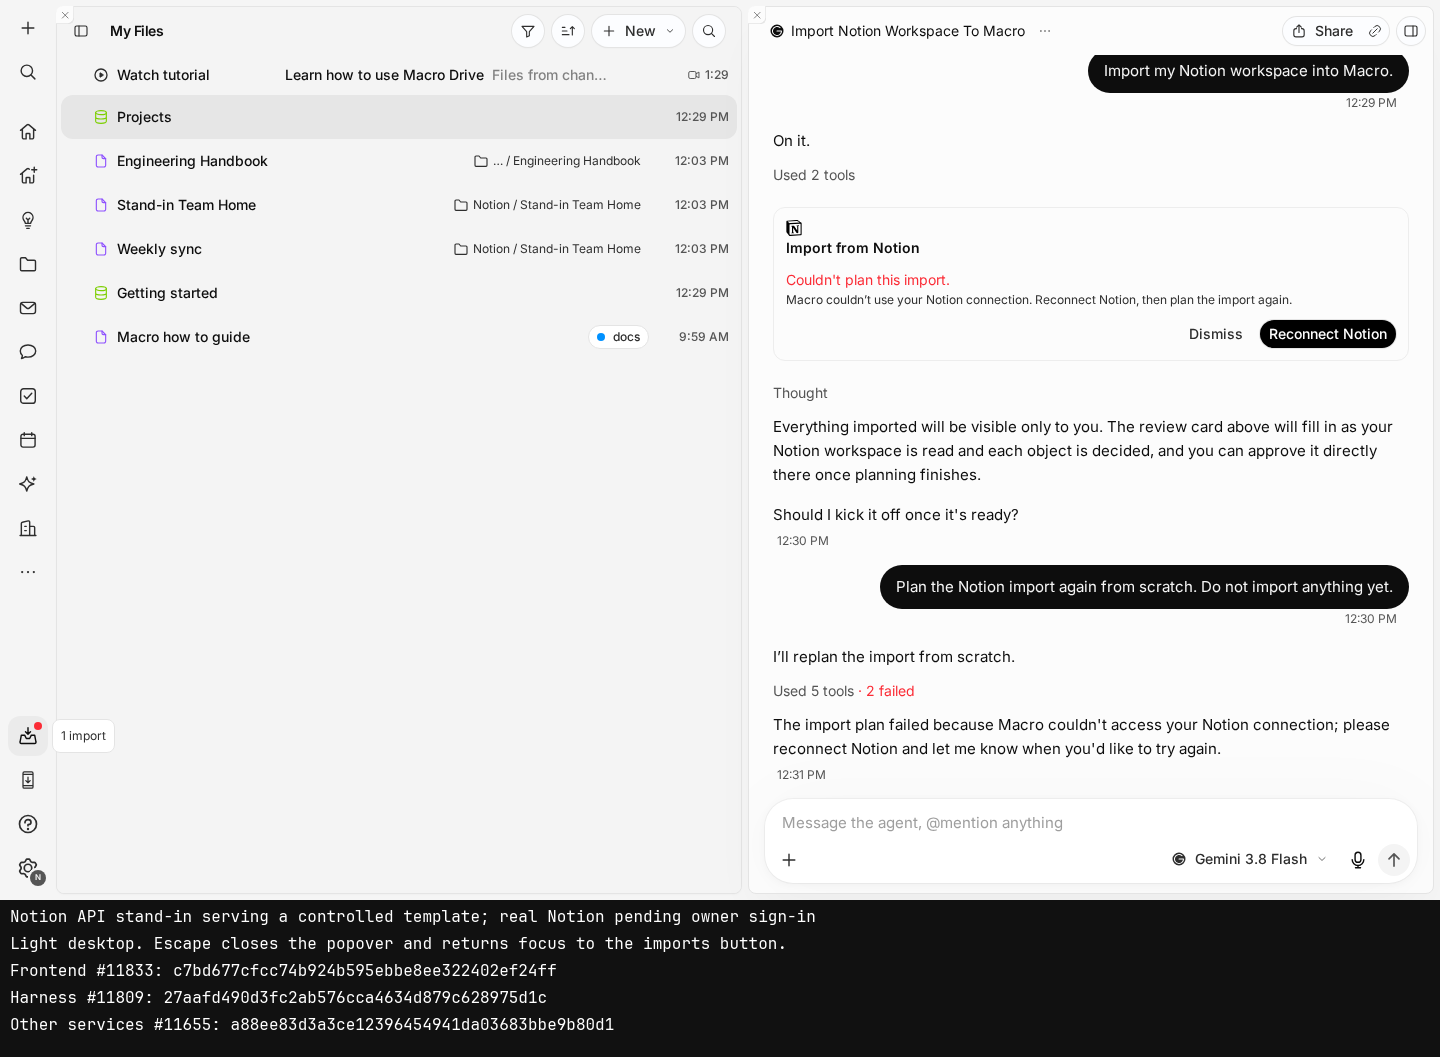 My Files
New
Watch tutorial
Learn how to use Macro Drive Files from chan...
1:29
Projects
12:29 PM
Engineering Handbook
... / Engineering Handbook
12:03 PM
Stand-in Team Home
Notion / Stand-in Team Home
12:03 PM
Weekly sync
Notion / Stand-in Team Home
12:03 PM
Getting started
12:29 PM
Macro how to guide
docs
9:59 AM
1 import
N
Import Notion Workspace To Macro
Share
Import my Notion workspace into Macro.
12:29 PM
On it.
Used 2 tools
Import from Notion
Couldn't plan this import.
Macro couldn’t use your Notion connection. Reconnect Notion, then plan the import again.
Dismiss
Reconnect Notion
Thought
Everything imported will be visible only to you. The review card above will fill in as your
Notion workspace is read and each object is decided, and you can approve it directly
there once planning finishes.
Should I kick it off once it's ready?
12:30 PM
Plan the Notion import again from scratch. Do not import anything yet.
12:30 PM
I’ll replan the import from scratch.
Used 5 tools · 2 failed
The import plan failed because Macro couldn't access your Notion connection; please
reconnect Notion and let me know when you'd like to try again.
12:31 PM
Message the agent, @mention anything
Gemini 3.8 Flash
Notion API stand-in serving a controlled template; real Notion pending owner sign-in
Light desktop. Escape closes the popover and returns focus to the imports button.
Frontend #11833: c7bd677cfcc74b924b595ebbe8ee322402ef24ff
Harness #11809: 27aafd490d3fc2ab576cca4634d879c628975d1c
Other services #11655: a88ee83d3a3ce12396454941da03683bbe9b80d1